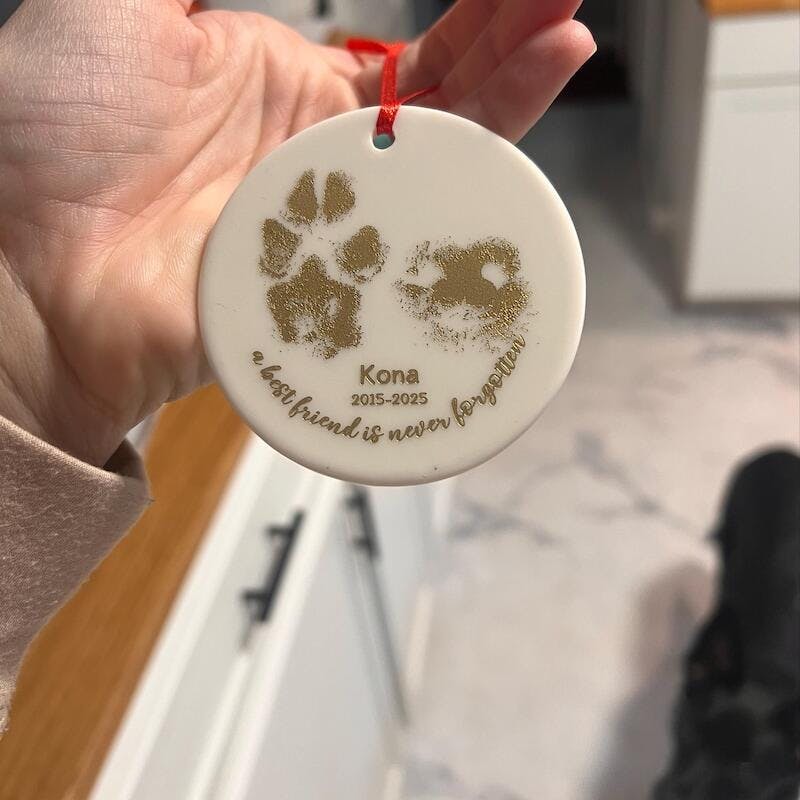 Kona
2015-2025
a best friend is never forgotten